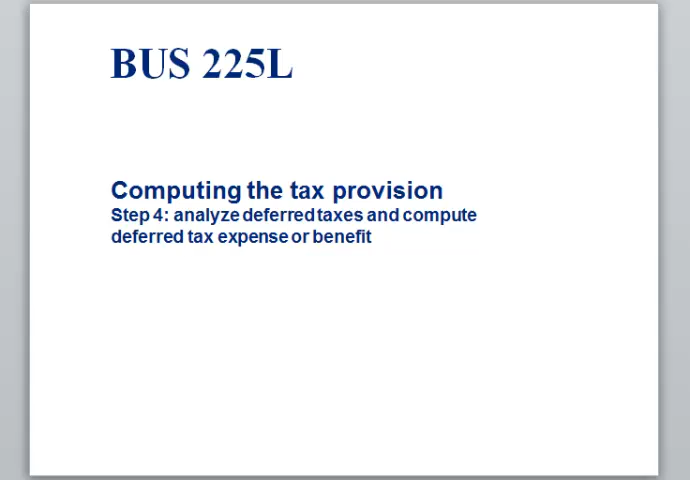 BUS 225L
Computing the tax provision
Step 4: analyze deferred taxes and compute
deferred tax expense or benefit